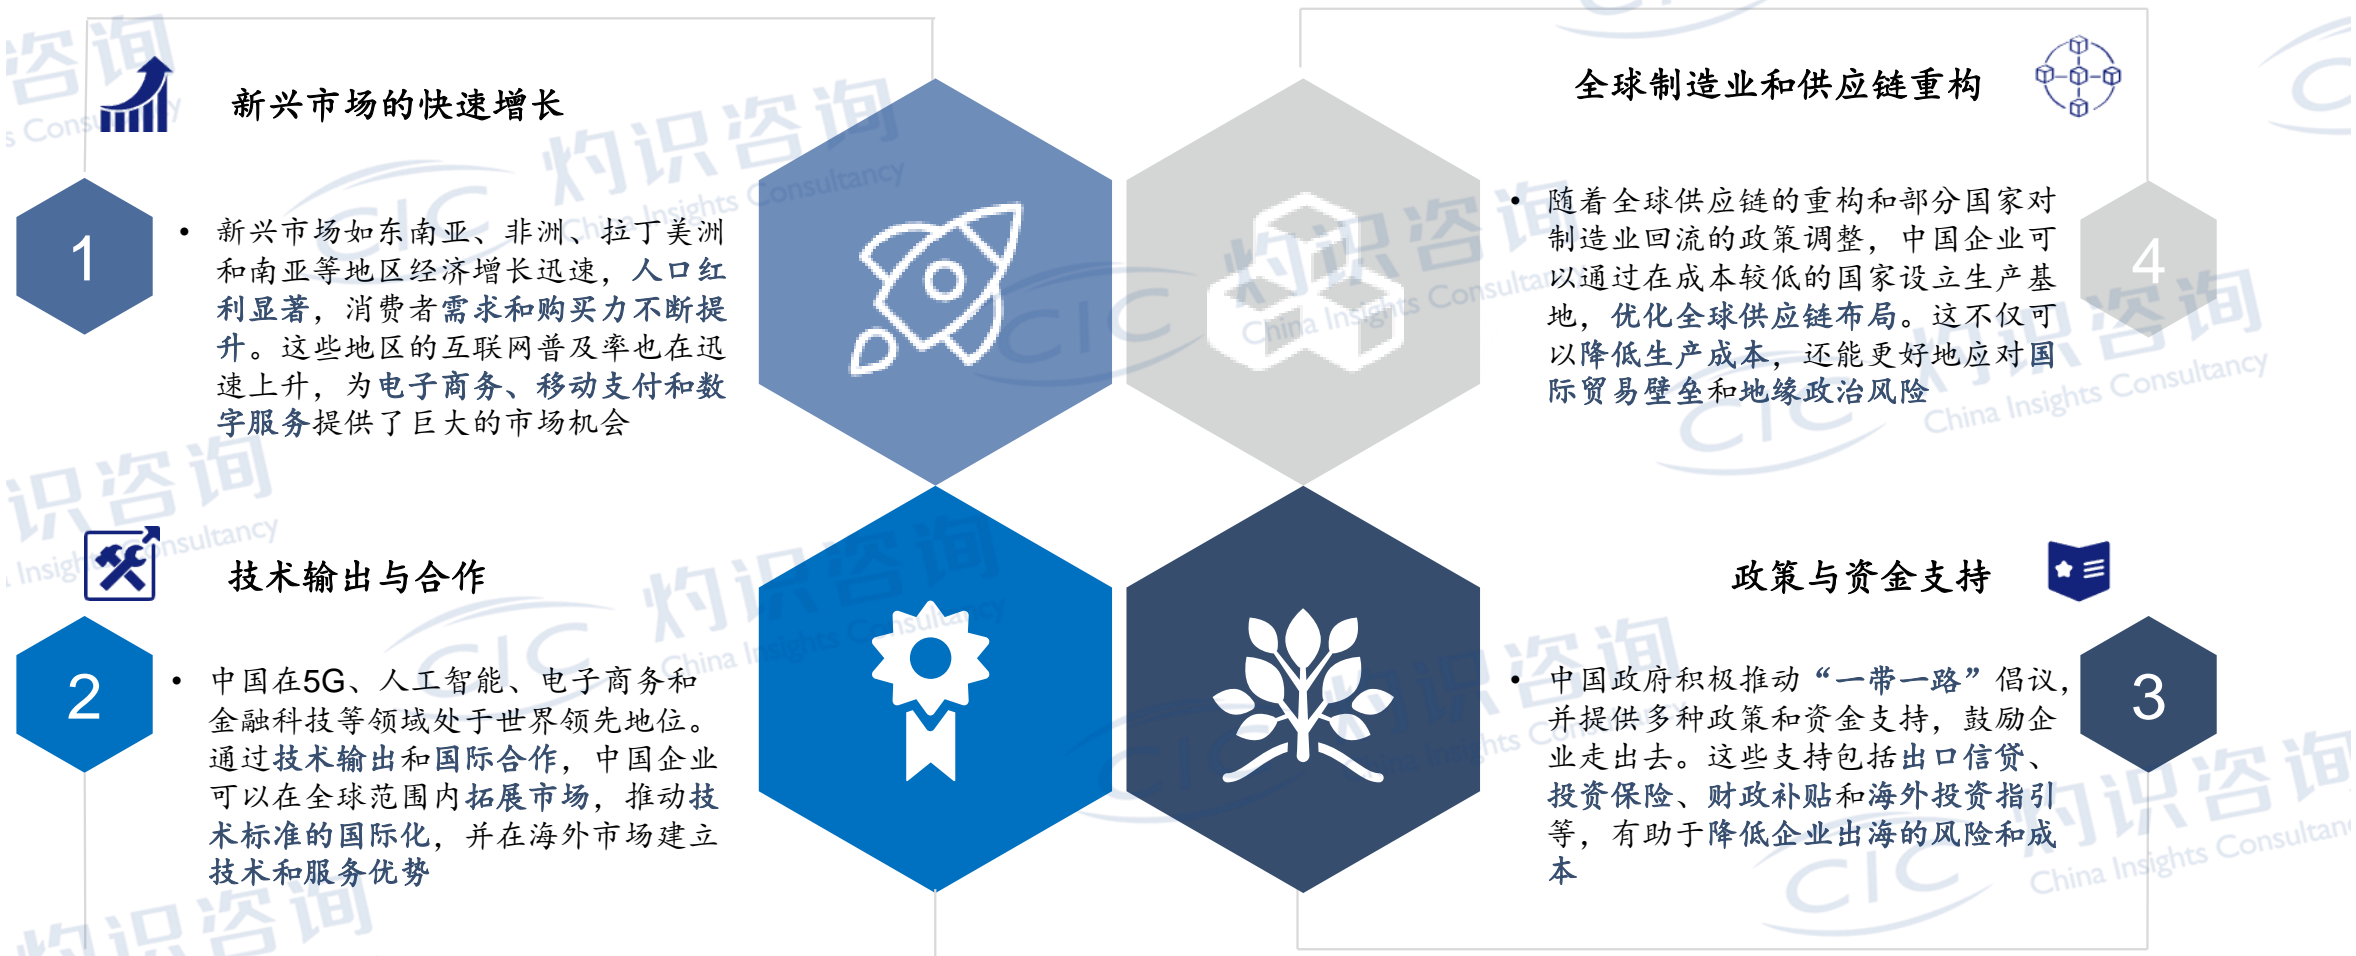 新兴市场的快速增长
1
• 新兴市场如东南亚、非洲、拉丁美洲
和南亚等地区经济增长迅速，人口红
利显著，消费者需求和购买力不断提
升。这些地区的互联网普及率也在迅
速上升，为电子商务、移动支付和数
字服务提供了巨大的市场机会
技术输出与合作
2
• 中国在5G、人工智能、电子商务和
金融科技等领域处于世界领先地位。
通过技术输出和国际合作，中国企业
可以在全球范围内拓展市场，推动技
术标准的国际化，并在海外市场建立
技术和服务优势
全球制造业和供应链重构
4
• 随着全球供应链的重构和部分国家对
制造业回流的政策调整，中国企业可
以通过在成本较低的国家设立生产基
地，优化全球供应链布局。这不仅可
以降低生产成本，还能更好地应对国
际贸易壁垒和地缘政治风险
政策与资金支持
3
• 中国政府积极推动“一带一路”倡议，
并提供多种政策和资金支持，鼓励企
业走出去。这些支持包括出口信贷、
投资保险、财政补贴和海外投资指引
等，有助于降低企业出海的风险和成
本
CIC 灼识咨询
China Insights Consultancy